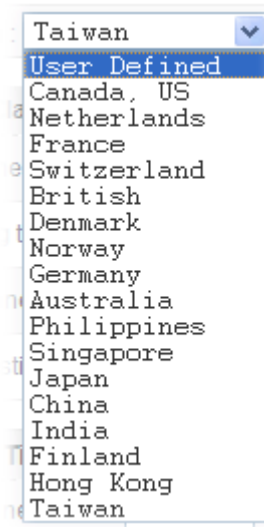 Taiwan
User Defined
Canada, US
Netherlands
France
Switzerland
British
Denmark
Norway
Germany
Australia
Philippines
Singapore
Japan
China
India
Finland
Hong Kong
Taiwan